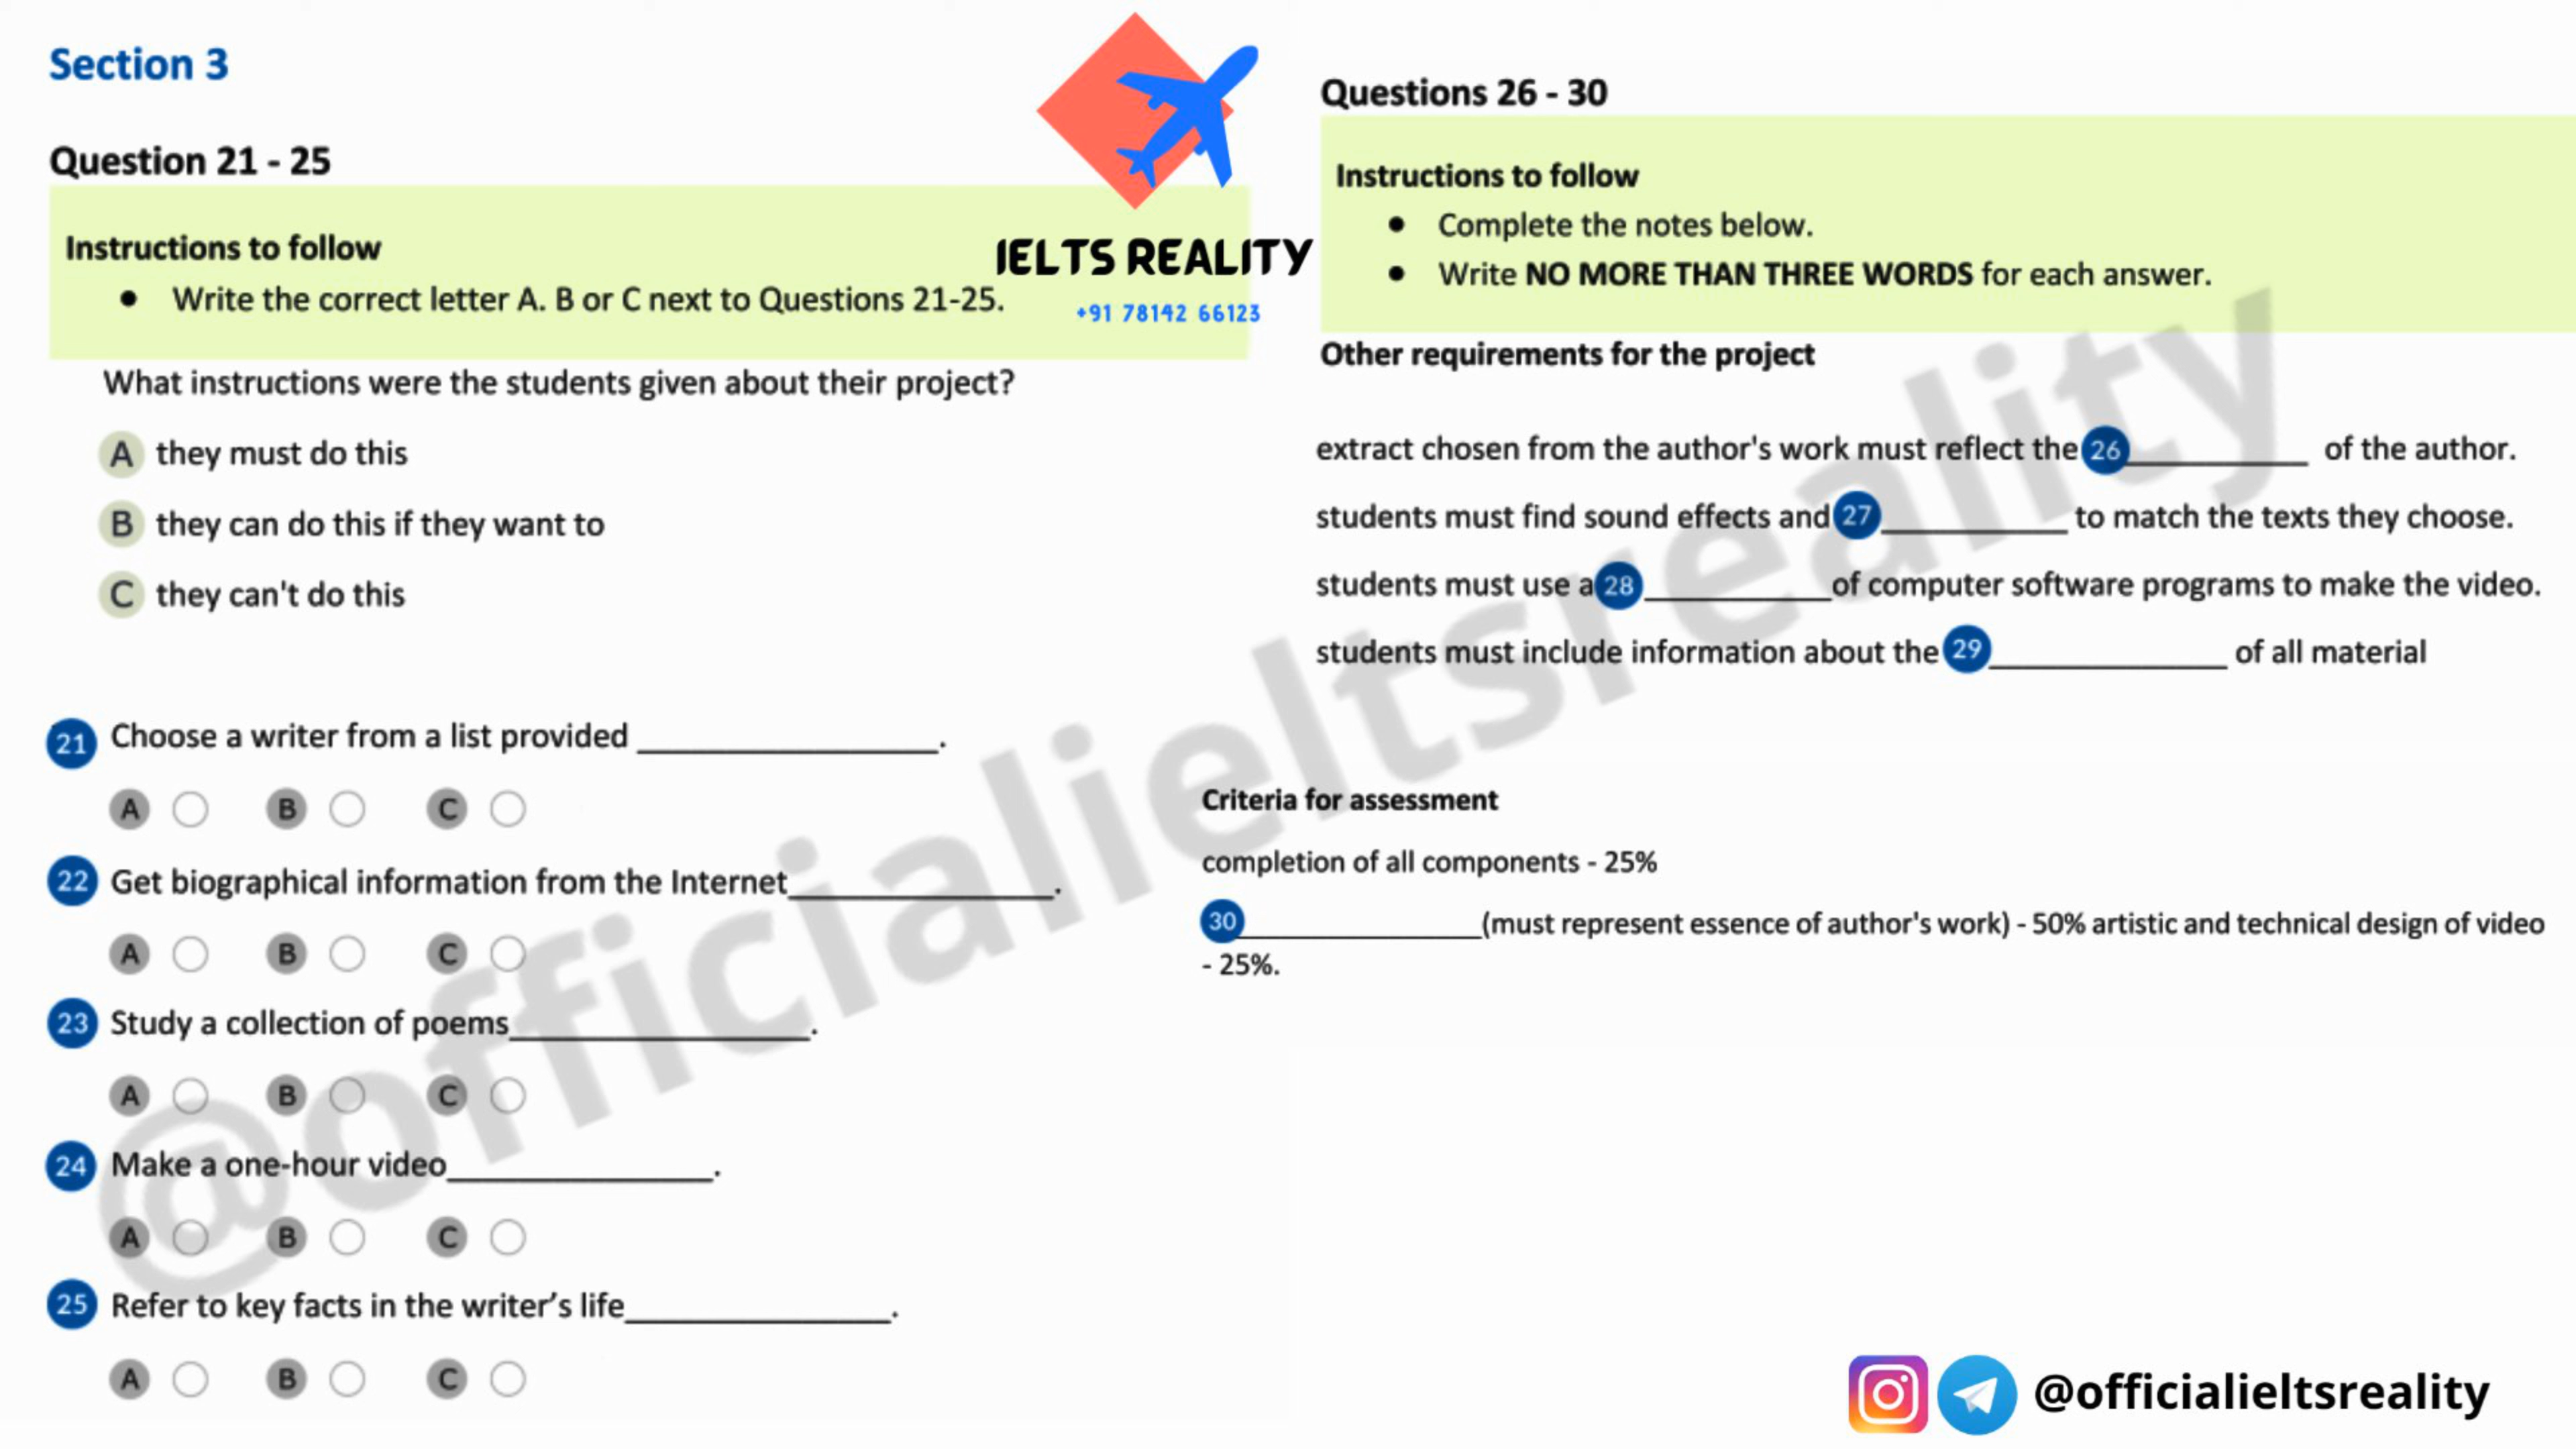 Section 3
Question 21 - 25
Instructions to follow
● Write the correct letter A. B or C next to Questions 21-25.
What instructions were the students given about their project?
A they must do this
B they can do this if they want to
C they can't do this
21 Choose a writer from a list provided ________________.
A B C
22 Get biographical information from the Internet______________.
A B C
23 Study a collection of poems________________.
A B C
24 Make a one-hour video______________.
A B C
25 Refer to key facts in the writer’s life______________.
A B C
IELTS REALITY
+91 78142 66123
Questions 26 - 30
Instructions to follow
● Complete the notes below.
● Write NO MORE THAN THREE WORDS for each answer.
Other requirements for the project
extract chosen from the author's work must reflect the 26 __________ of the author.
students must find sound effects and 27 __________ to match the texts they choose.
students must use a 28 __________of computer software programs to make the video.
students must include information about the 29 _____________ of all material
Criteria for assessment
completion of all components - 25%
30 _____________(must represent essence of author's work) - 50% artistic and technical design of video
- 25%.
@officialieltsreality
@officialieltsreality